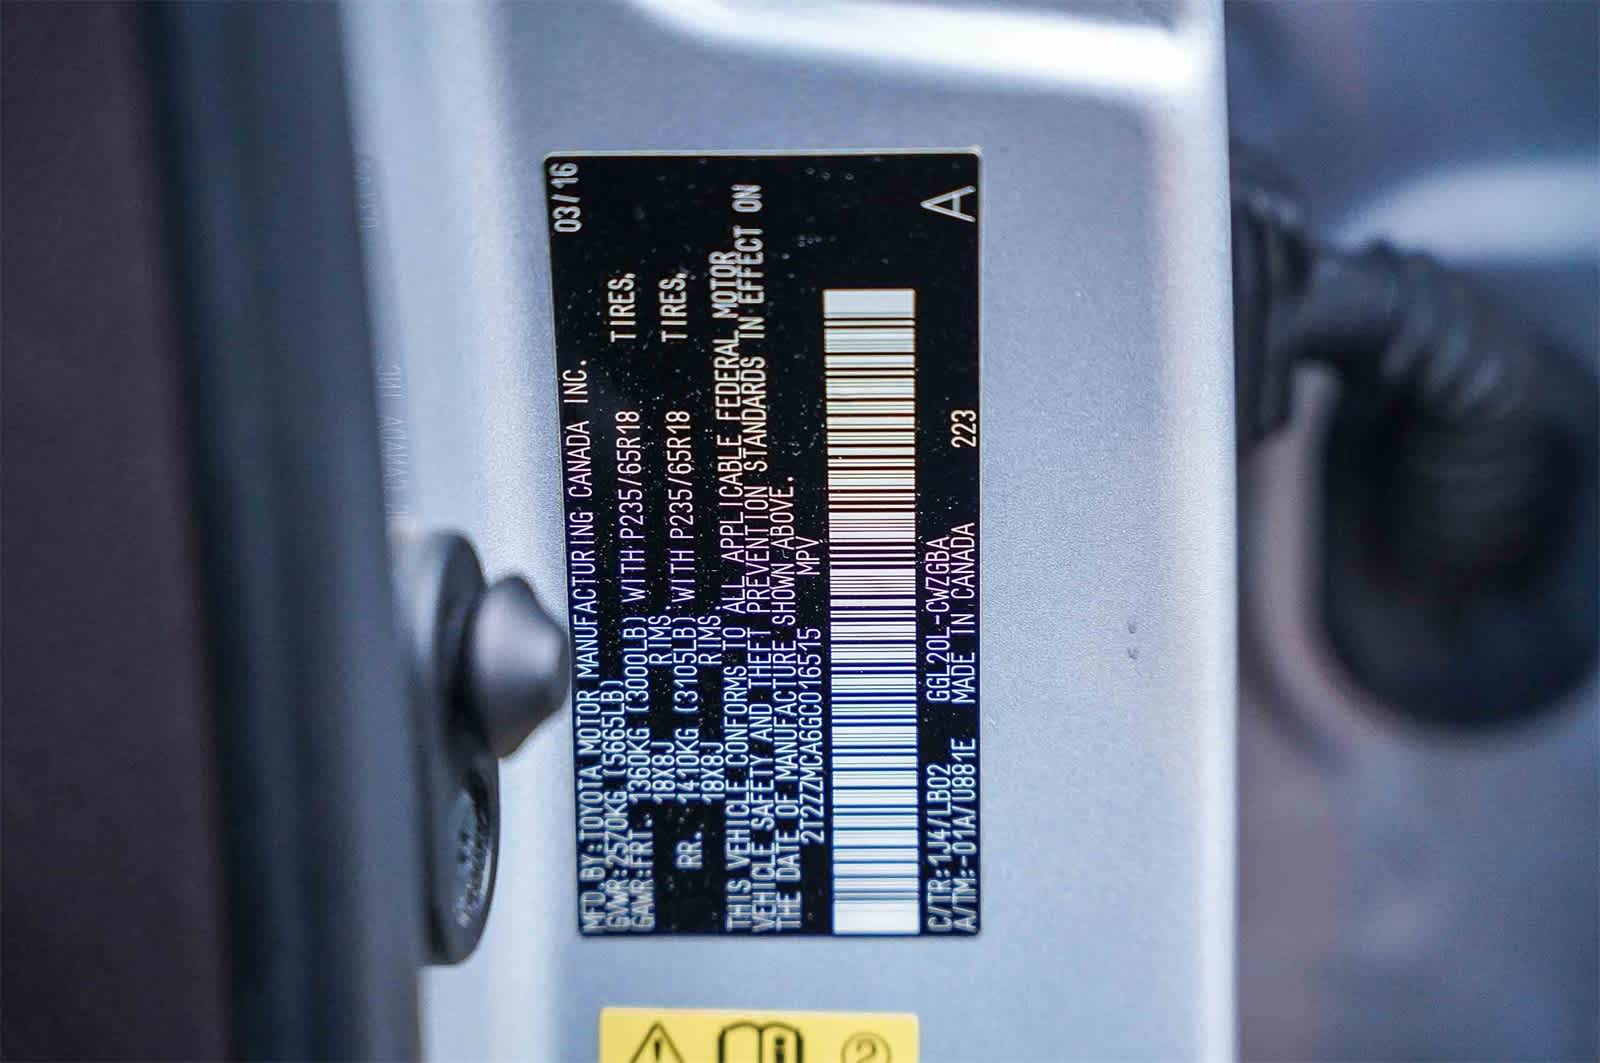 MFD.BY:TOYOTA MOTOR MANUFACTURING CANADA INC. 03/16
GVWR:2570KG (5665LB)
GAWR:FRT. 1360KG (3000LB) WITH P235/65R18 TIRES.
18X8J RIMS.
RR. 1410KG (3105LB) WITH P235/65R18 TIRES.
18X8J RIMS.
THIS VEHICLE CONFORMS TO ALL APPLICABLE FEDERAL MOTOR
VEHICLE SAFETY AND THEFT PREVENTION STANDARDS IN EFFECT ON
THE DATE OF MANUFACTURE SHOWN ABOVE.
2T2ZZMCA6GC016515 MPV
C/TR:1J4/LB02 GGL20L-CWZGBA
A/TM:-01A/U881E MADE IN CANADA 223 A
2